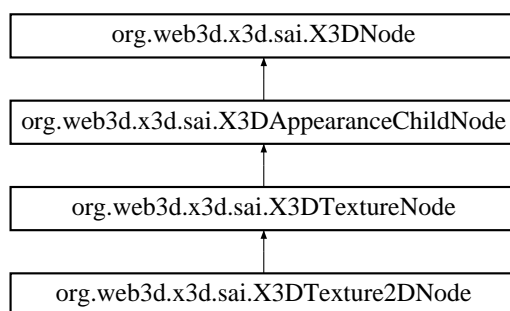 org.web3d.x3d.sai.X3DNode
org.web3d.x3d.sai.X3DAppearanceChildNode
org.web3d.x3d.sai.X3DTextureNode
org.web3d.x3d.sai.X3DTexture2DNode